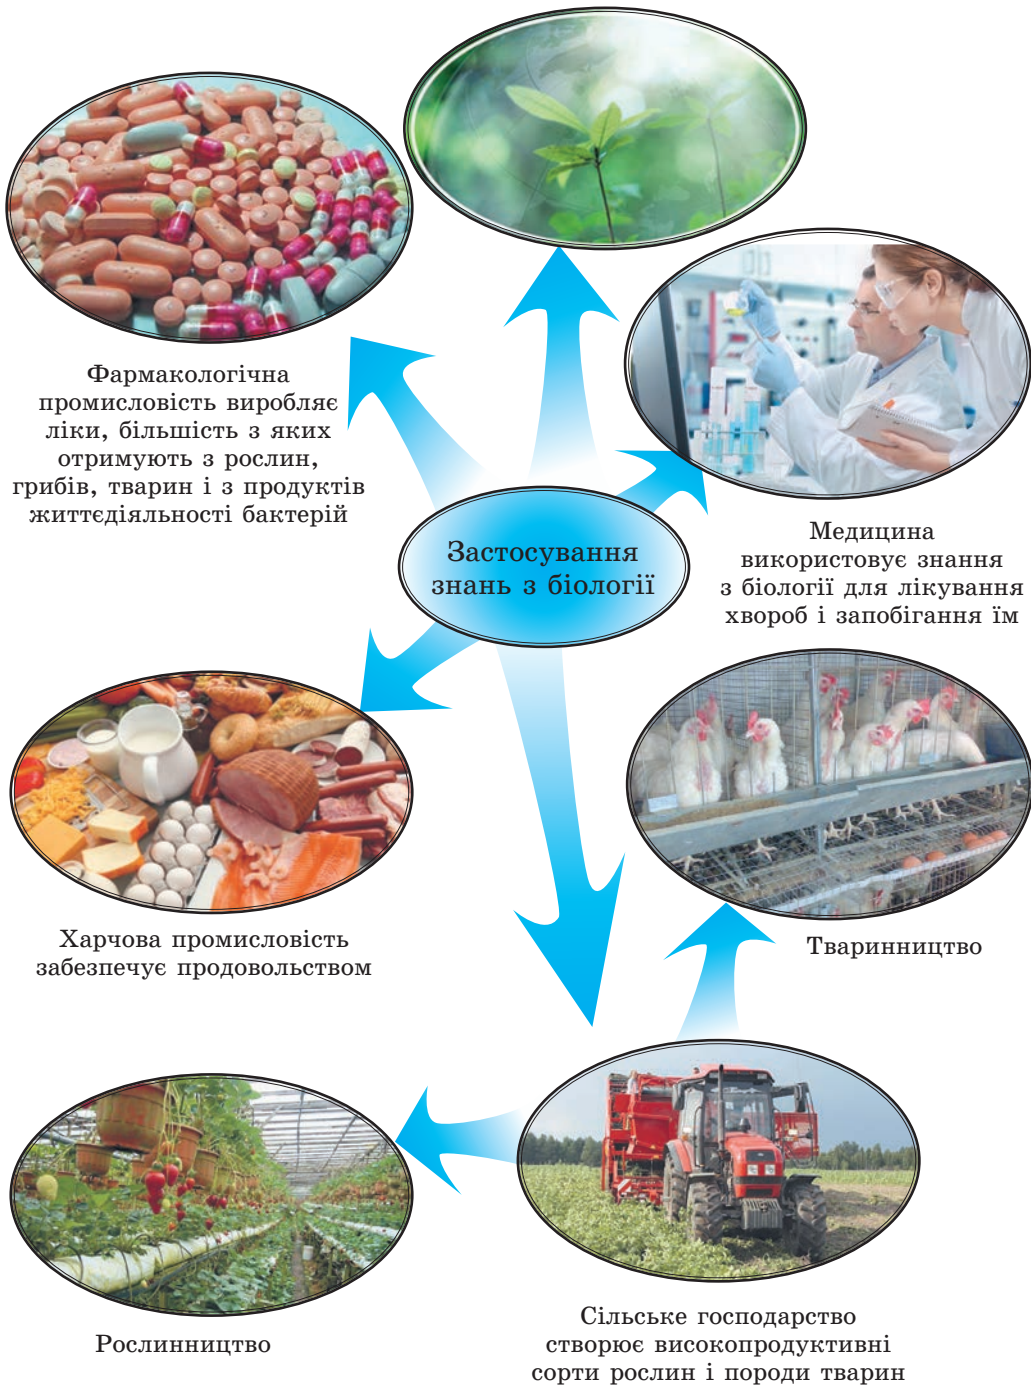 Фармакологічна
промисловість виробляє
ліки, більшість з яких
отримують з рослин,
грибів, тварин і з продуктів
життєдіяльності бактерій
Застосування
знань з біології
Медицина
використовує знання
з біології для лікування
хвороб і запобігання їм
Харчова промисловість
забезпечує продовольством
Тваринництво
Рослинництво
Сільське господарство
створює високопродуктивні
сорти рослин і породи тварин